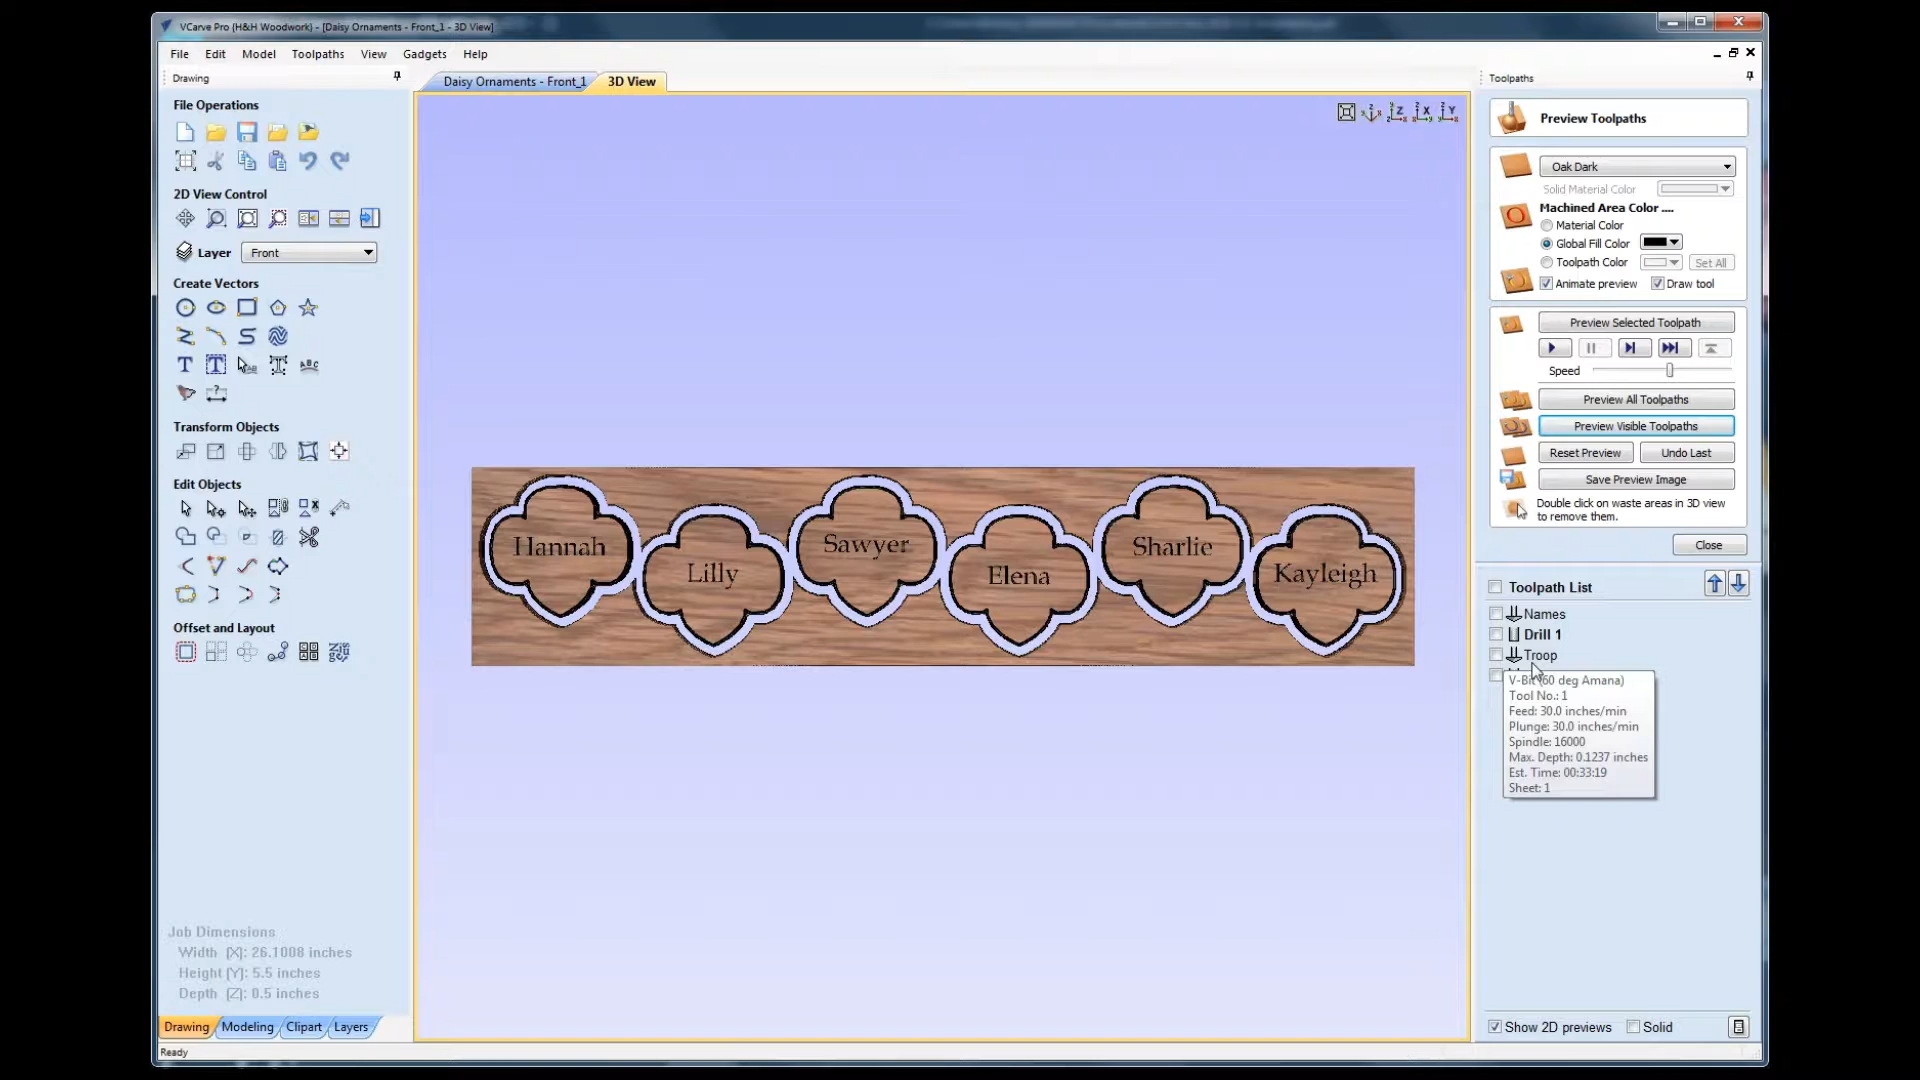 VCarve Pro (H&H Woodwork) - [Daisy Ornaments - Front_1 - 3D View]
File Edit Model Toolpaths View Gadgets Help
Drawing
File Operations
2D View Control
Layer Front
Create Vectors
Transform Objects
Edit Objects
Offset and Layout
Job Dimensions
Width (X): 26.1008 inches
Height (Y): 5.5 inches
Depth (Z): 0.5 inches
Drawing Modeling Clipart Layers
Ready
Daisy Ornaments - Front_1 3D View
Hannah
Lilly
Sawyer
Elena
Sharlie
Kayleigh
Toolpaths
Preview Toolpaths
Oak Dark
Solid Material Color
Machined Area Color ....
Material Color
Global Fill Color
Toolpath Color Set All
Animate preview Draw tool
Preview Selected Toolpath
Speed
Preview All Toolpaths
Preview Visible Toolpaths
Reset Preview Undo Last
Save Preview Image
Double click on waste areas in 3D view
to remove them.
Close
Toolpath List
Names
Drill 1
Troop
V-Bit (60 deg Amana)
Tool No.: 1
Feed: 30.0 inches/min
Plunge: 30.0 inches/min
Spindle: 16000
Max. Depth: 0.1237 inches
Est. Time: 00:33:19
Sheet: 1
Show 2D previews Solid